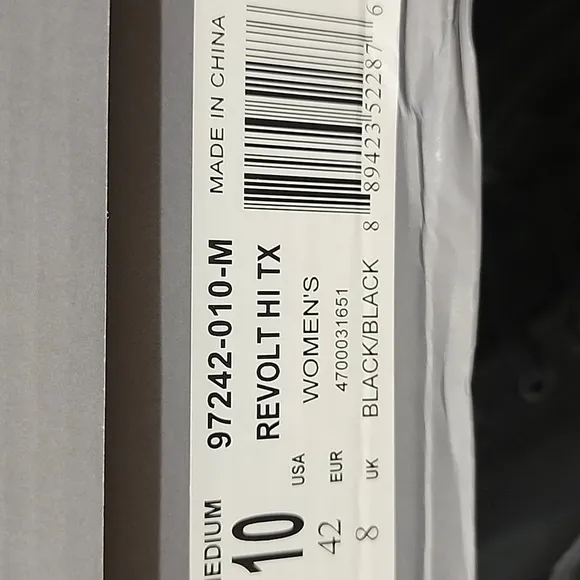 97242-010-M MADE IN CHINA
REVOLT HI TX
WOMEN'S
4700031651
BLACK/BLACK
8 89423 52287 6
EDIUM
10 USA
42 EUR
8 UK